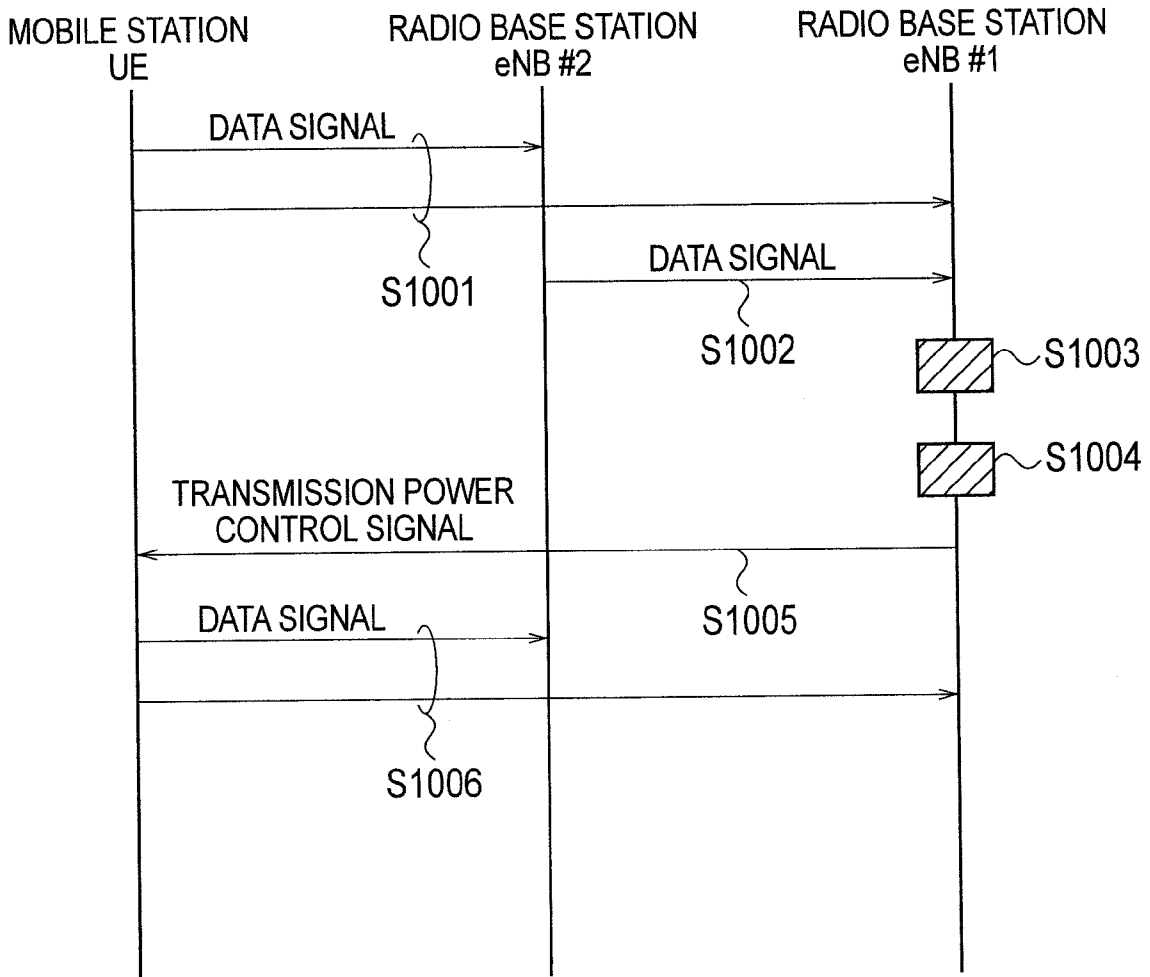 MOBILE STATION
UE
RADIO BASE STATION
eNB #2
RADIO BASE STATION
eNB #1
DATA SIGNAL
S1001
DATA SIGNAL
S1002
S1003
S1004
TRANSMISSION POWER
CONTROL SIGNAL
S1005
DATA SIGNAL
S1006